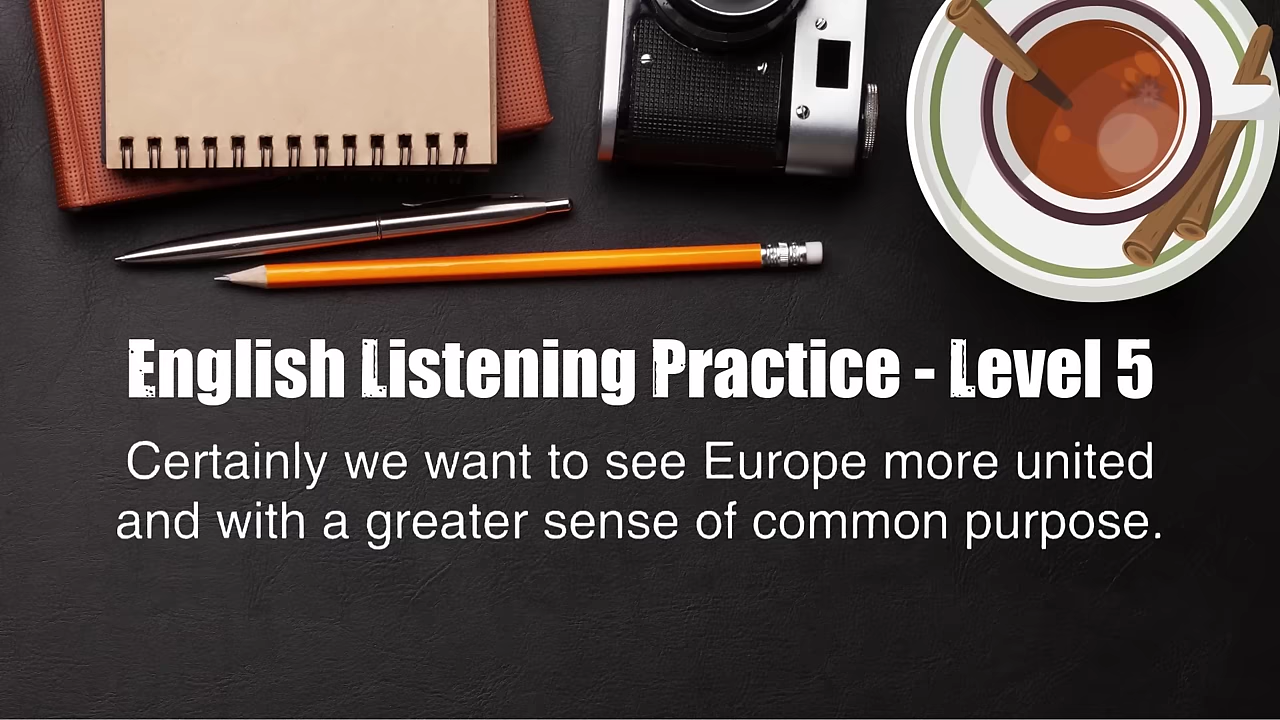 English Listening Practice - Level 5
Certainly we want to see Europe more united
and with a greater sense of common purpose.